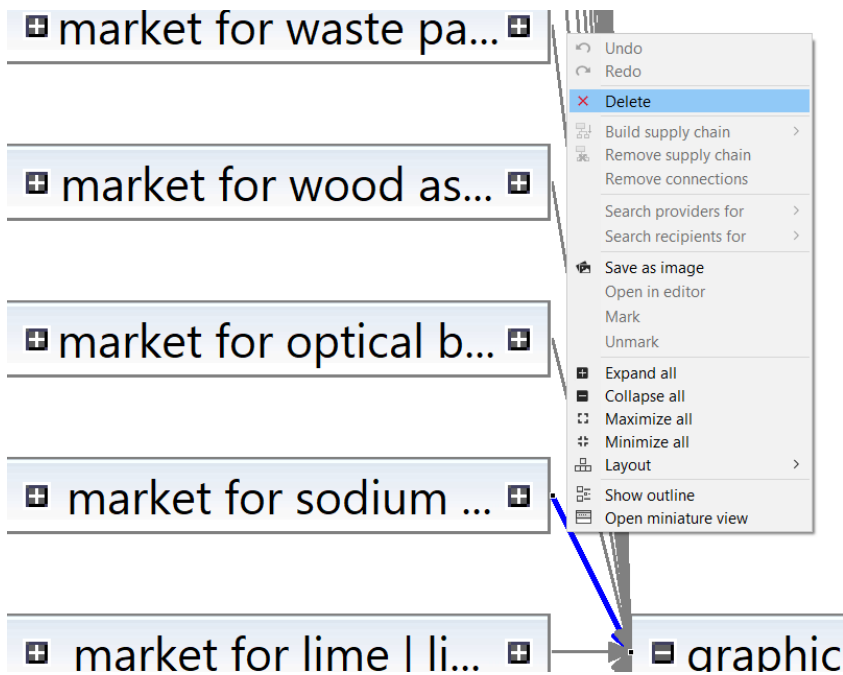 market for waste pa...
Undo
Redo
Delete
market for wood as...
Build supply chain
Remove supply chain
Remove connections
Search providers for
Search recipients for
Save as image
Open in editor
Mark
Unmark
market for optical b...
Expand all
Collapse all
Maximize all
Minimize all
Layout
market for sodium ...
Show outline
Open miniature view
market for lime | li...
graphic